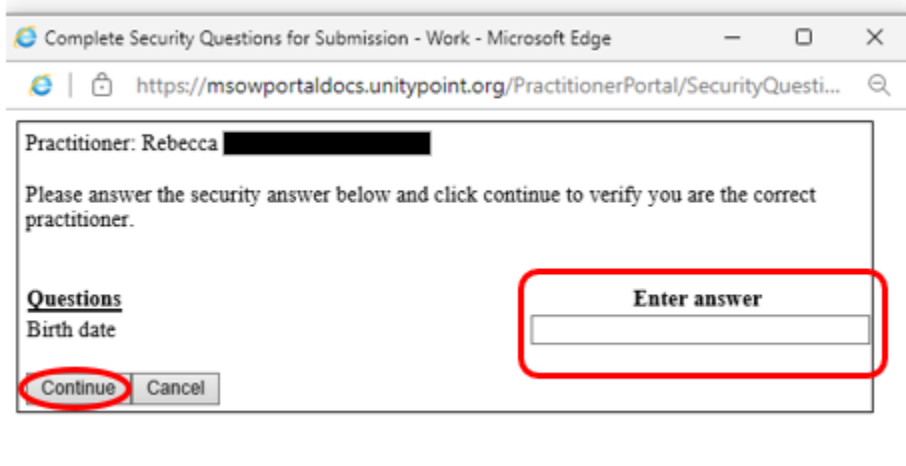 Complete Security Questions for Submission - Work - Microsoft Edge
https://msowportaldocs.unitypoint.org/PractitionerPortal/SecurityQuesti...
Practitioner: Rebecca
Please answer the security answer below and click continue to verify you are the correct
practitioner.
Questions Enter answer
Birth date
Continue Cancel